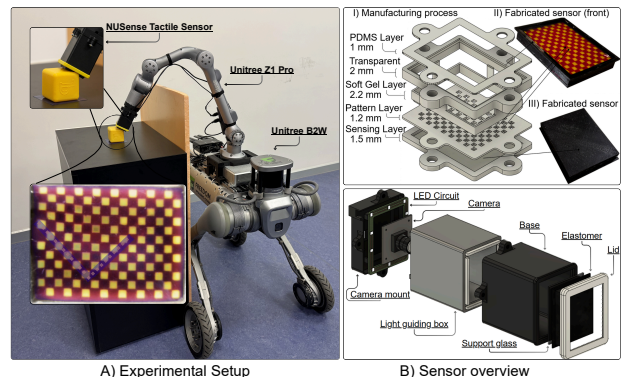 NUSense Tactile Sensor
Unitree Z1 Pro
Unitree B2W
A) Experimental Setup
I) Manufacturing process
II) Fabricated sensor (front)
PDMS Layer
1 mm
Transparent
2 mm
Soft Gel Layer
2.2 mm
Pattern Layer
1.2 mm
Sensing Layer
1.5 mm
III) Fabricated sensor
LED Circuit
Camera
Base
Elastomer
Lid
Camera mount
Light guiding box
Support glass
B) Sensor overview